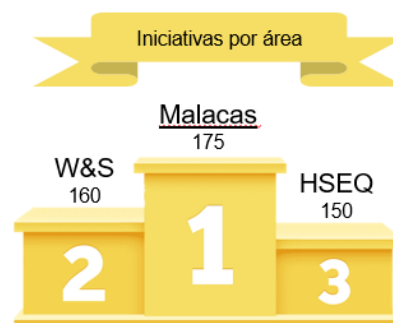 Iniciativas por área
Malacas
175
W&S
160
HSEQ
150
1
2
3